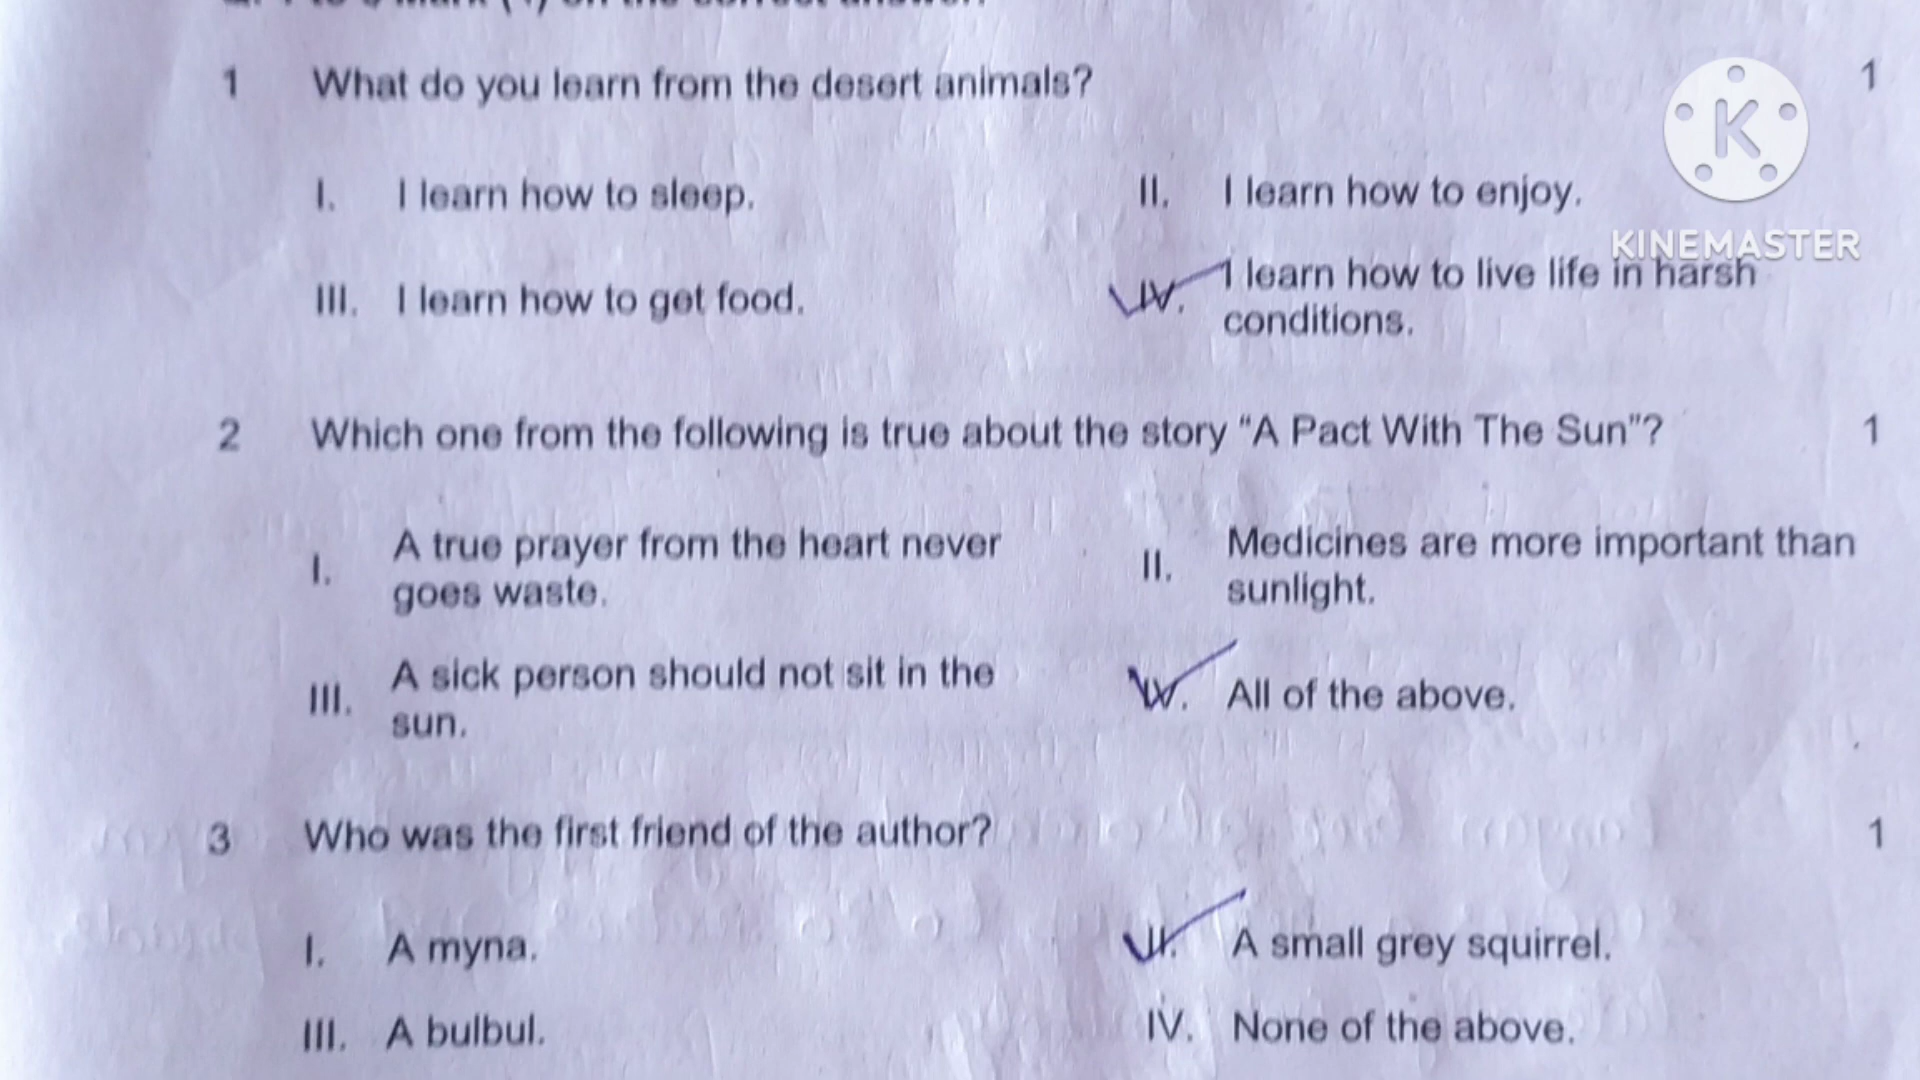 1 What do you learn from the desert animals? 1
K
I. I learn how to sleep. II. I learn how to enjoy.
KINEMASTER
III. I learn how to get food. IV. I learn how to live life in harsh
conditions.
2 Which one from the following is true about the story “A Pact With The Sun”? 1
I. A true prayer from the heart never
goes waste.
II. Medicines are more important than
sunlight.
III. A sick person should not sit in the
sun.
IV. All of the above.
3 Who was the first friend of the author? 1
I. A myna. II. A small grey squirrel.
III. A bulbul. IV. None of the above.